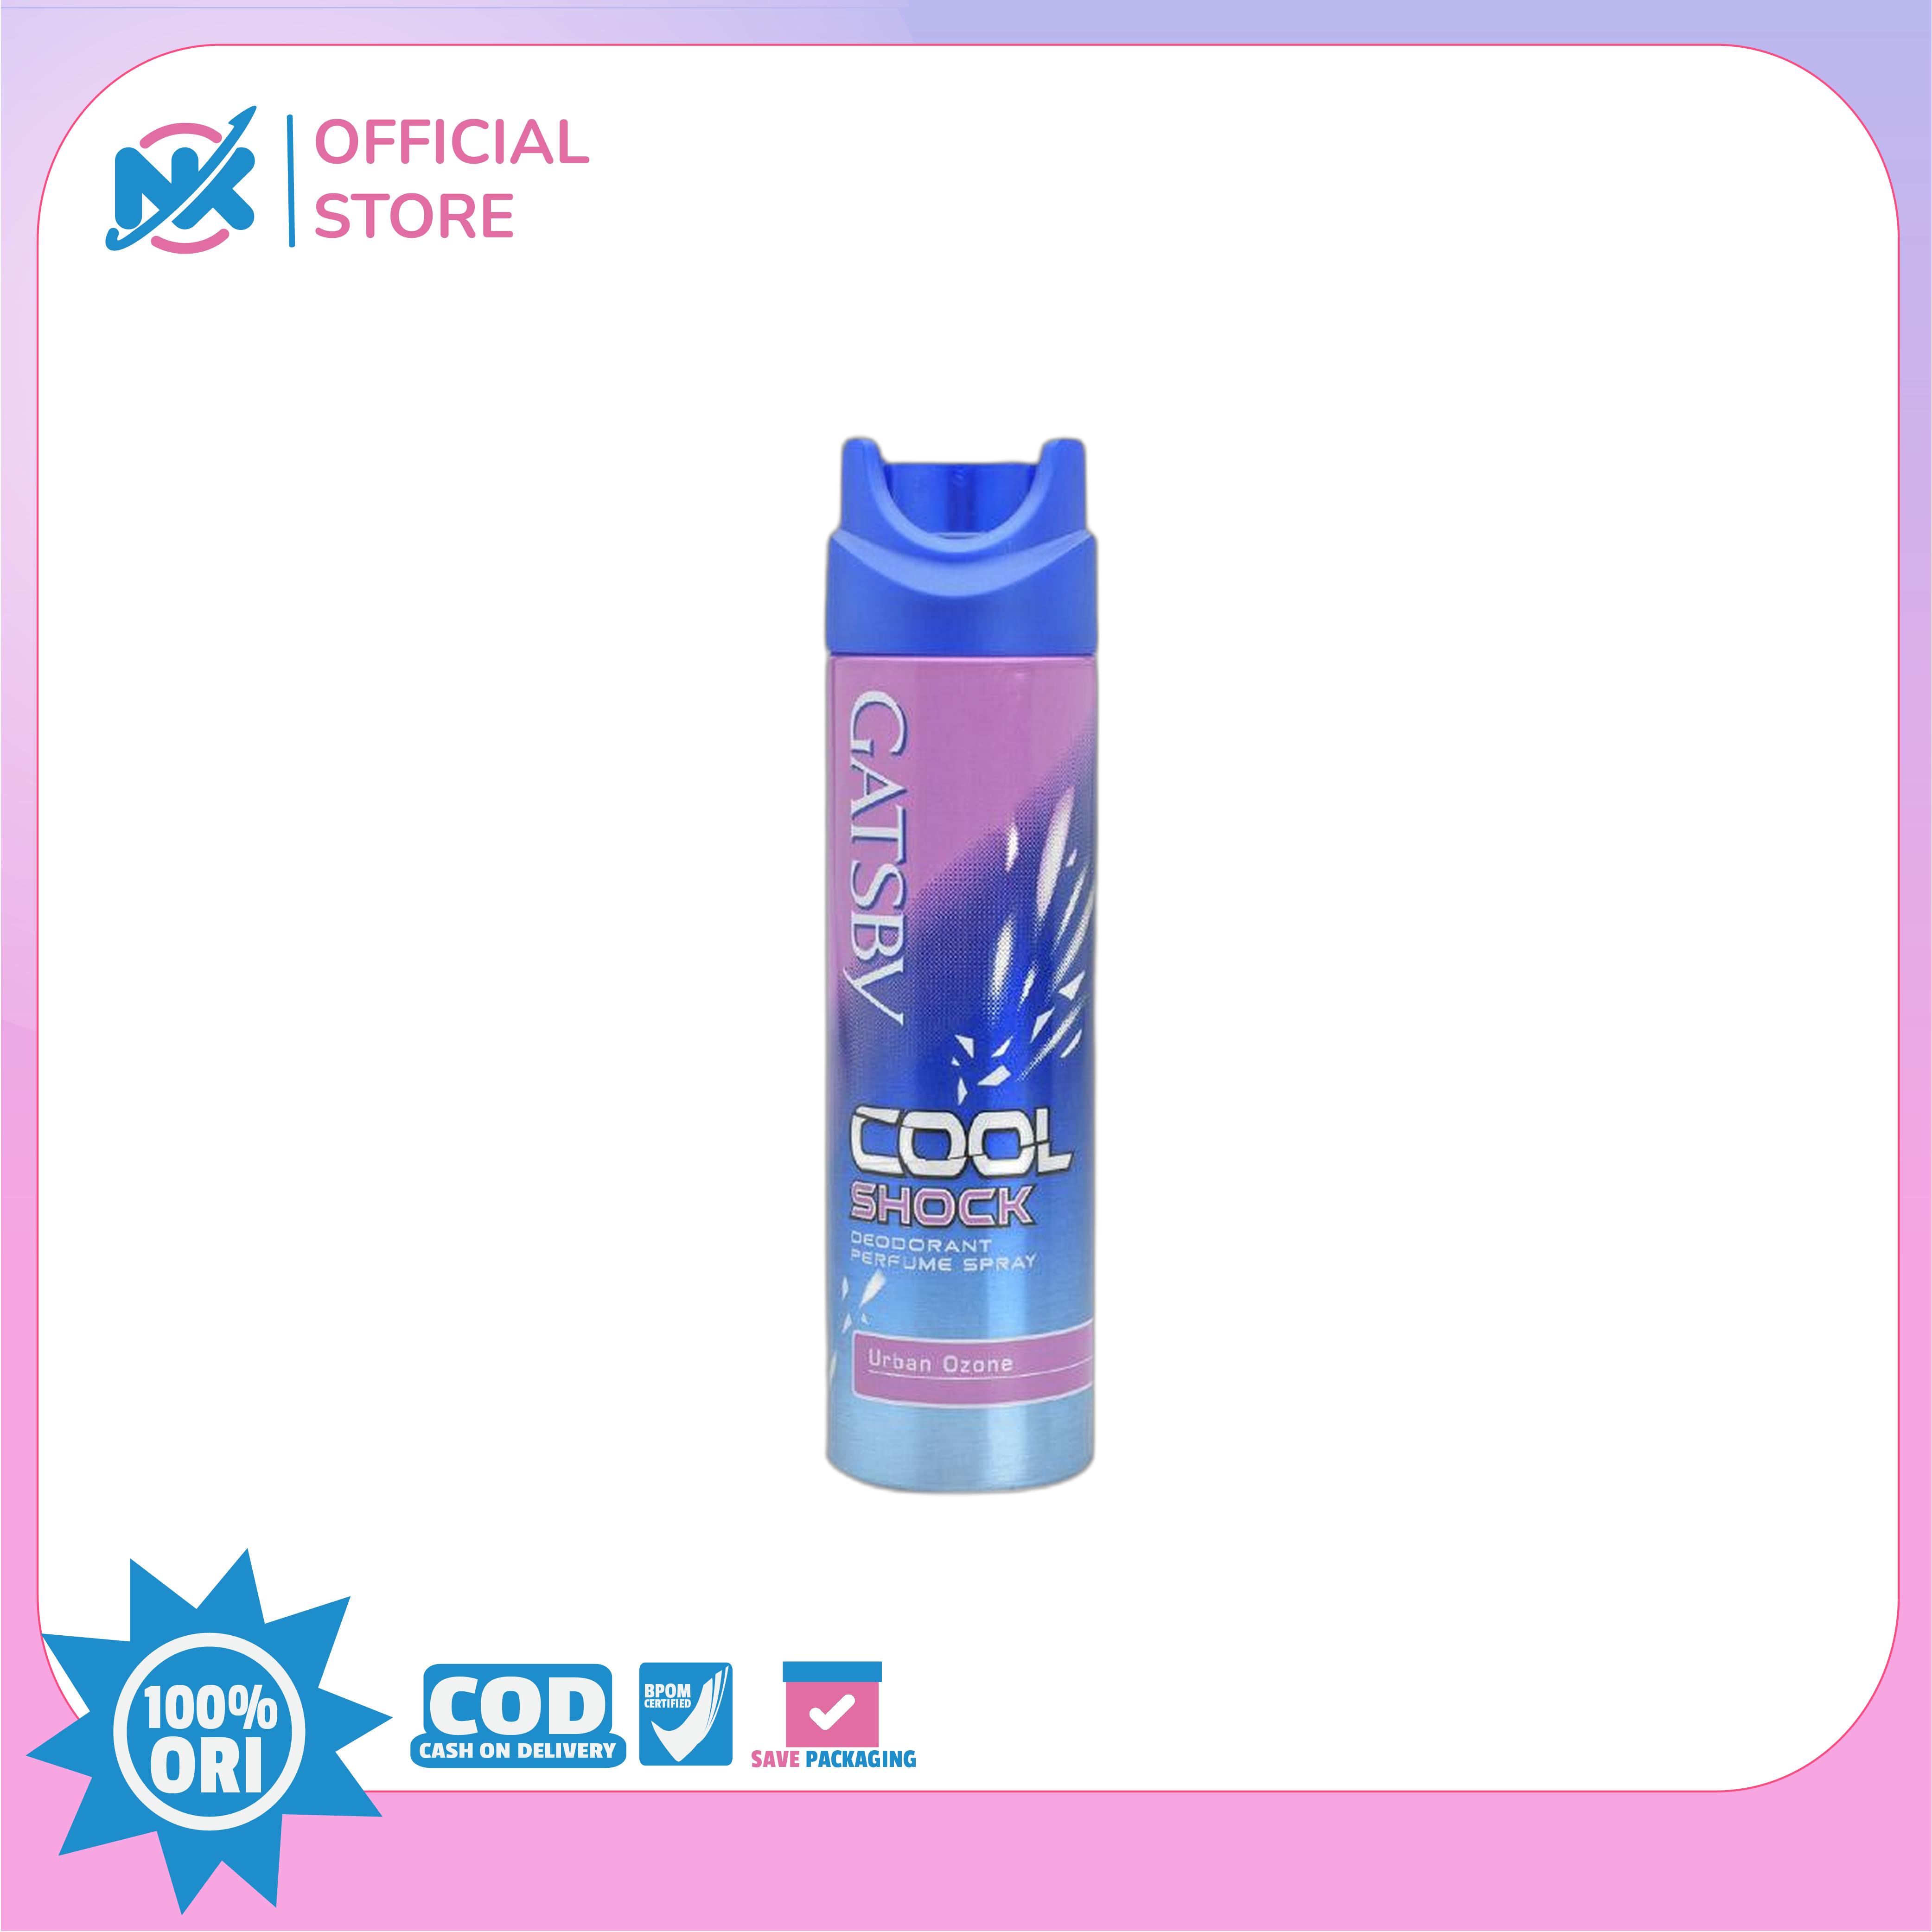 NK
OFFICIAL
STORE
GATSBY
COOL
SHOCK
DEODORANT
PERFUME SPRAY
Urban Ozone
100%
ORI
COD
CASH ON DELIVERY
BPOM
CERTIFIED
SAVE PACKAGING